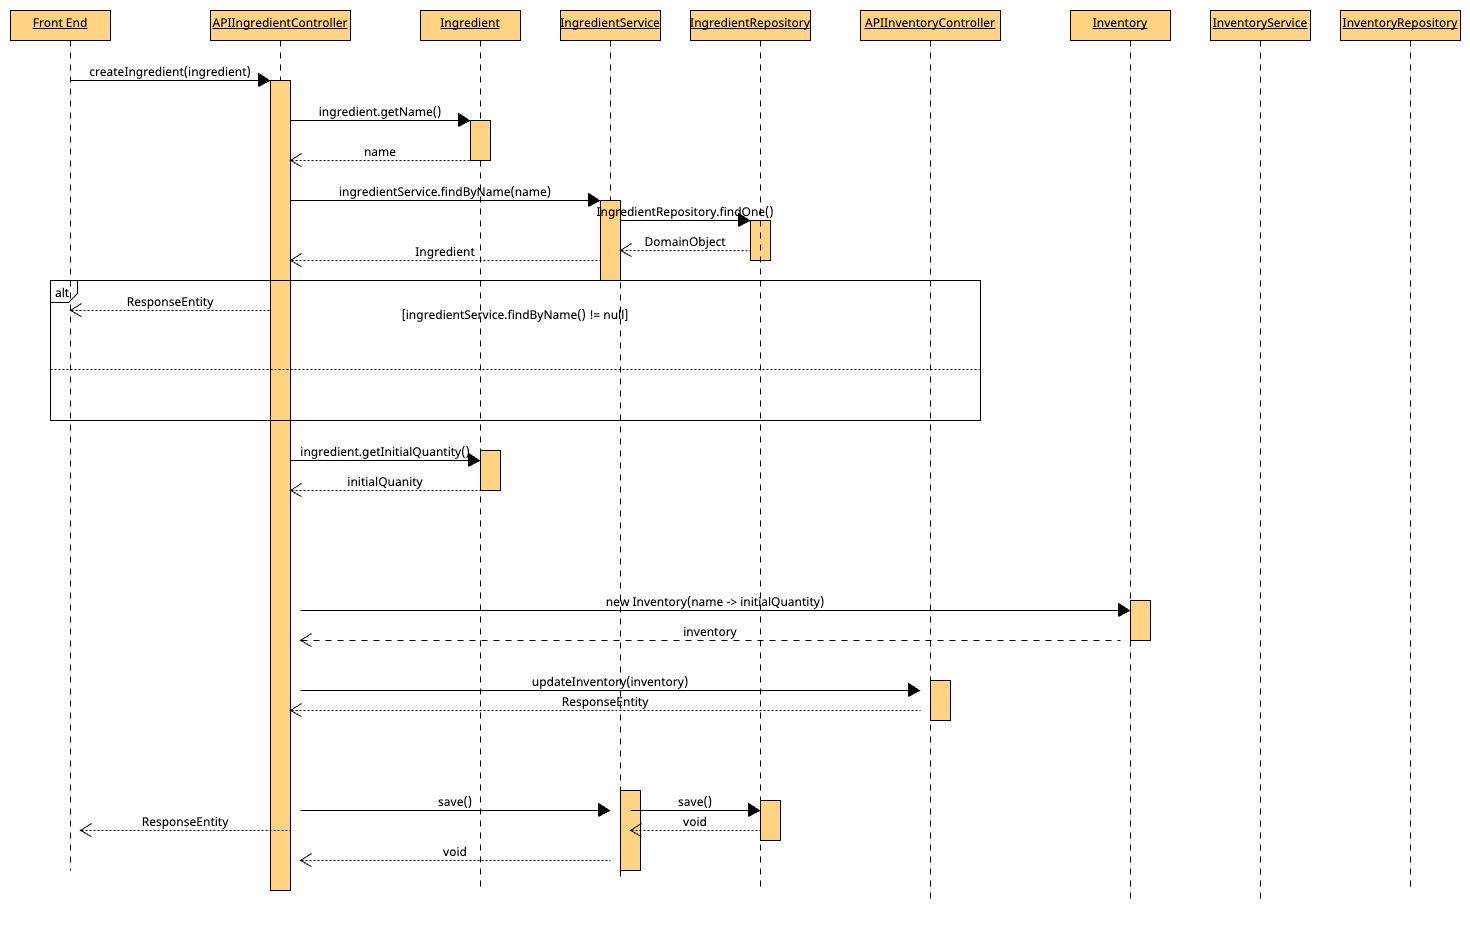 Front End
APIIngredientController
Ingredient
IngredientService
IngredientRepository
APIInventoryController
Inventory
InventoryService
InventoryRepository
createIngredient(ingredient)
ingredient.getName()
name
ingredientService.findByName(name)
IngredientRepository.findOne()
DomainObject
Ingredient
alt
ResponseEntity
[ingredientService.findByName() != null]
ingredient.getInitialQuantity()
initialQuanity
new Inventory(name -> initialQuantity)
inventory
updateInventory(inventory)
ResponseEntity
save()
save()
ResponseEntity
void
void